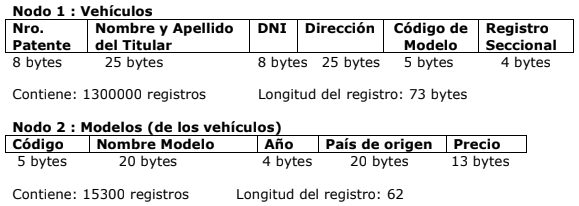 Nodo 1 : Vehículos
Nro. Patente Nombre y Apellido del Titular DNI Dirección Código de Modelo Registro Seccional
8 bytes 25 bytes 8 bytes 25 bytes 5 bytes 4 bytes
Contiene: 1300000 registros Longitud del registro: 73 bytes
Nodo 2 : Modelos (de los vehículos)
Código Nombre Modelo Año País de origen Precio
5 bytes 20 bytes 4 bytes 20 bytes 13 bytes
Contiene: 15300 registros Longitud del registro: 62